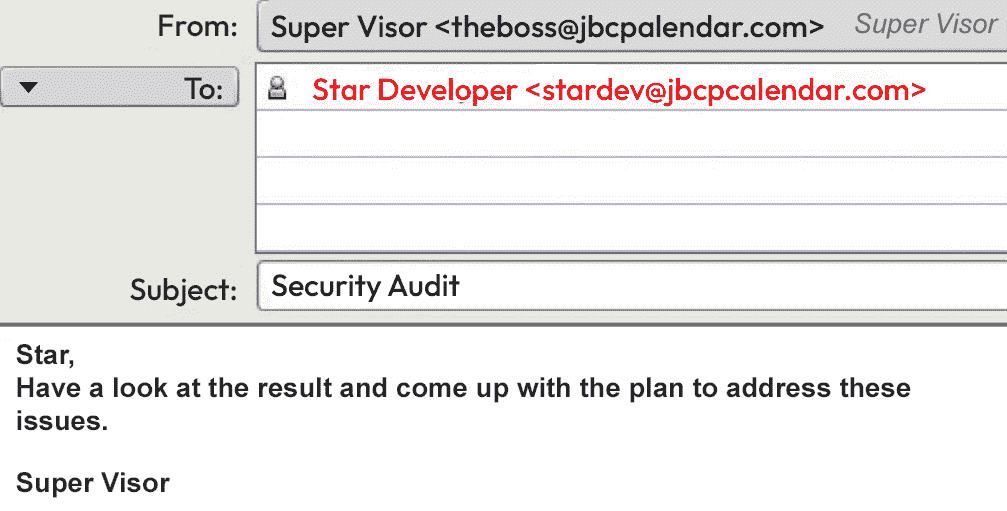 From: Super Visor <theboss@jbcpalendar.com> Super Visor
To: Star Developer <stardev@jbcpcalendar.com>
Subject: Security Audit
Star,
Have a look at the result and come up with the plan to address these
issues.
Super Visor